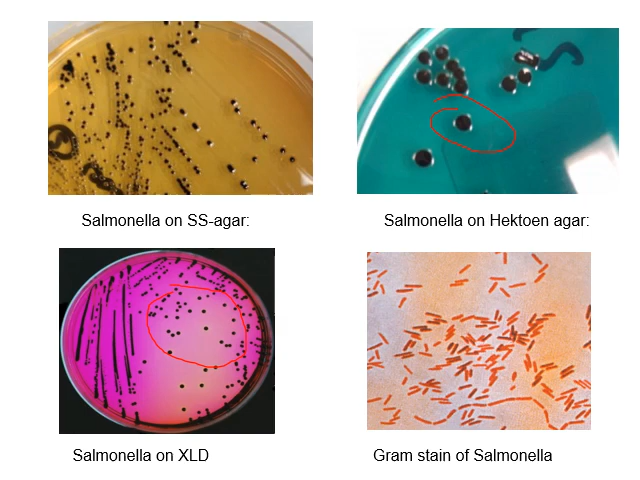 Salmonella on SS-agar:
Salmonella on Hektoen agar:
Salmonella on XLD
Gram stain of Salmonella